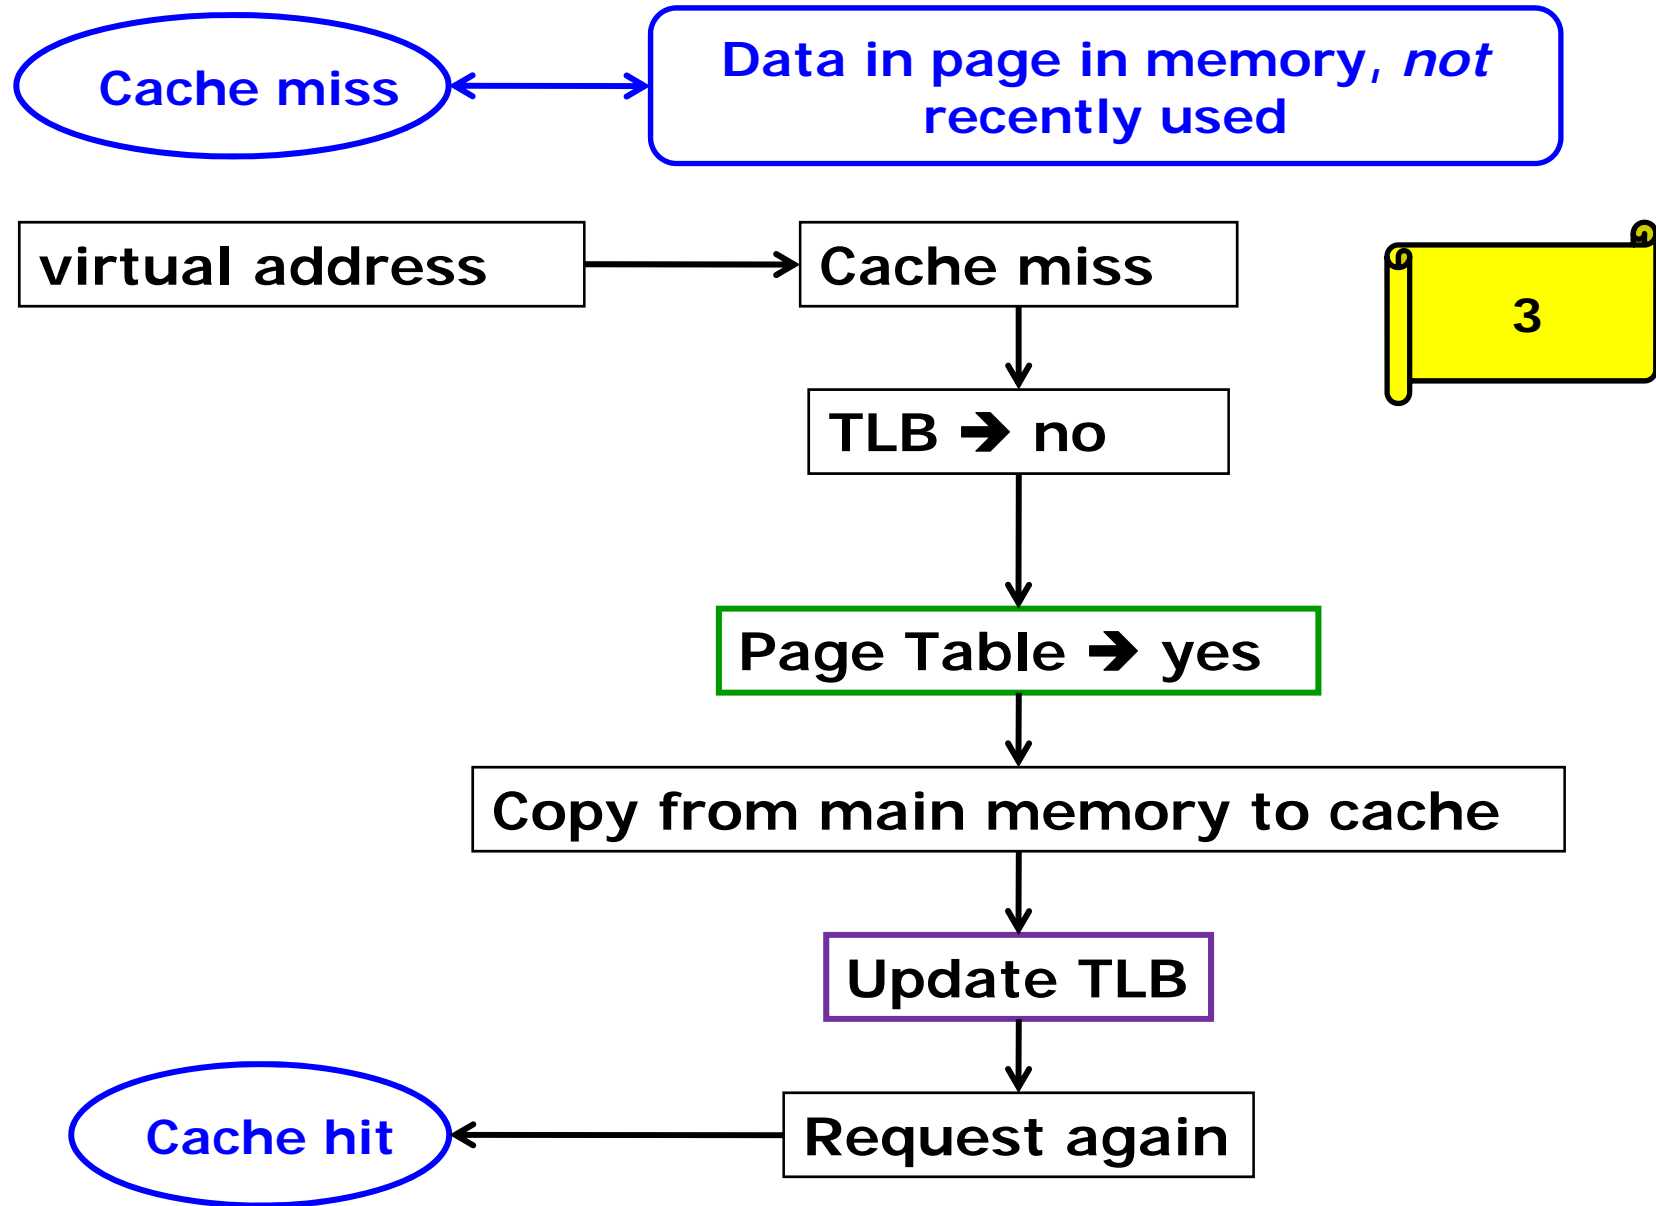 Cache miss
Data in page in memory, not
recently used
virtual address
Cache miss
3
TLB ➔ no
Page Table ➔ yes
Copy from main memory to cache
Update TLB
Request again
Cache hit